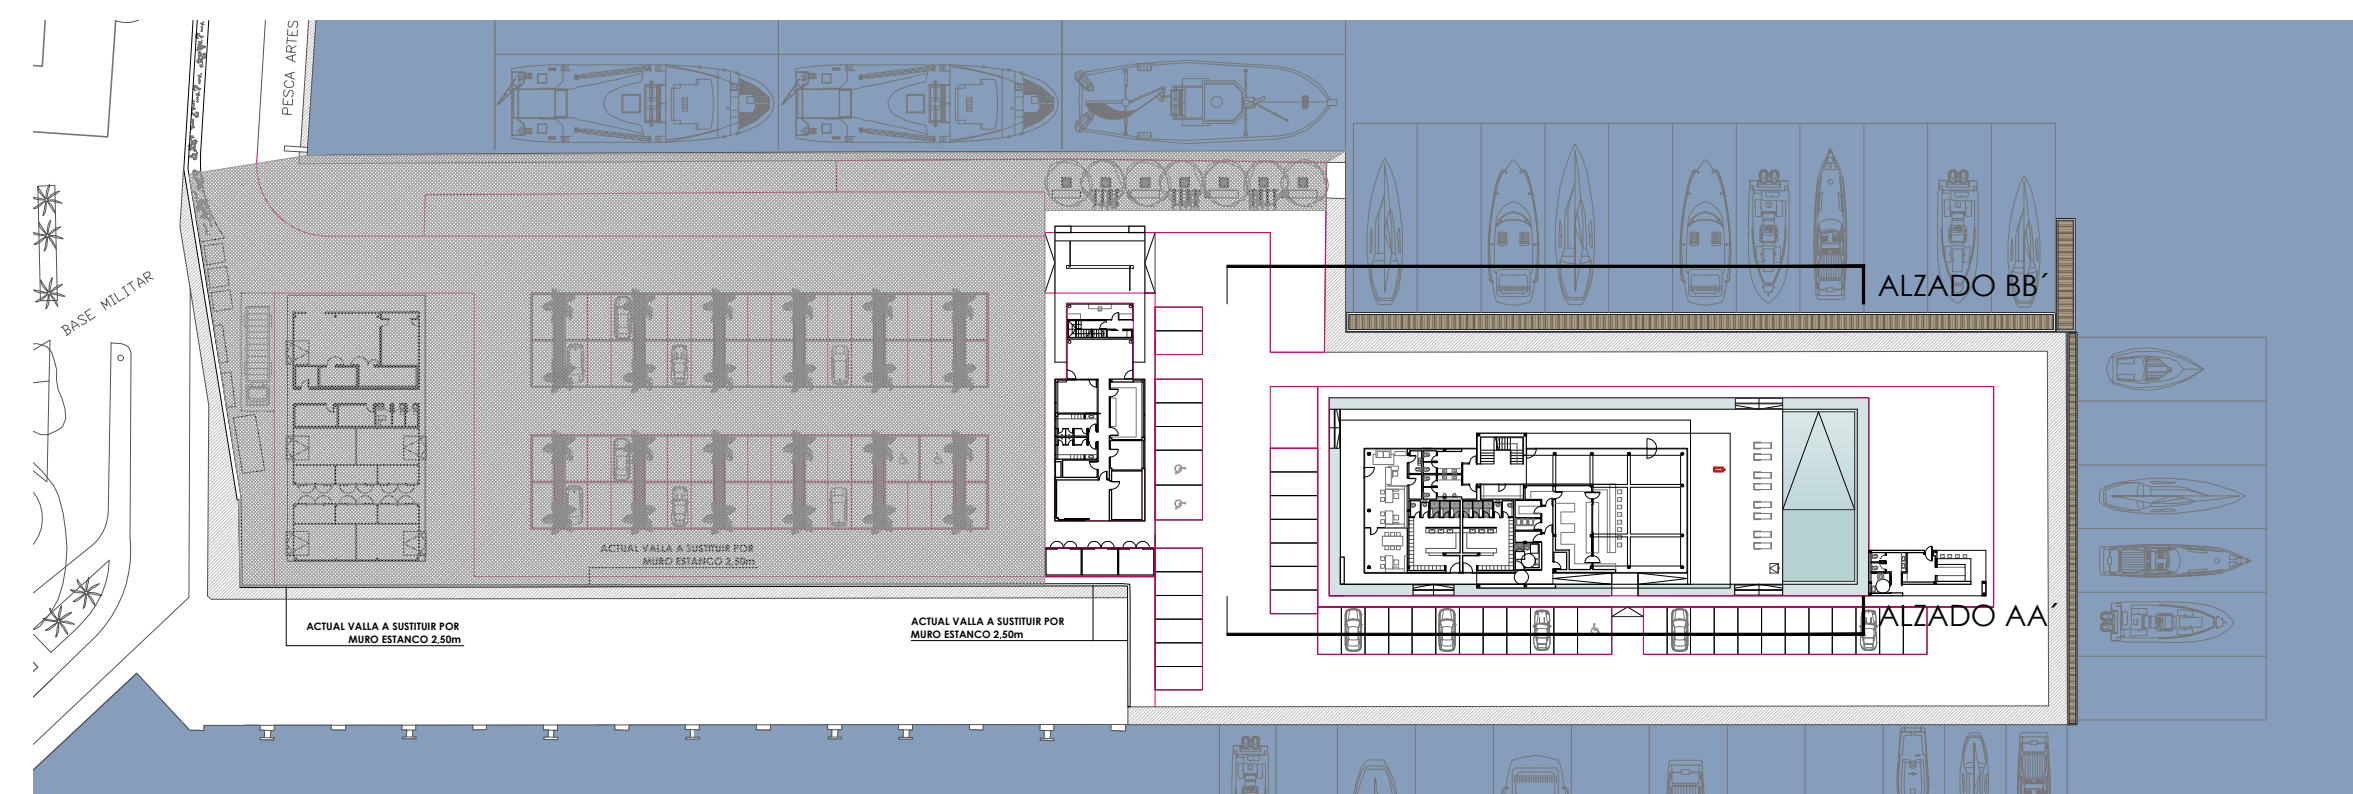 PESCA ARTES
BASE MILITAR
ALZADO BB´
ACTUAL VALLA A SUSTITUIR POR
MURO ESTANCO 2,50m
ACTUAL VALLA A SUSTITUIR POR
MURO ESTANCO 2,50m
ACTUAL VALLA A SUSTITUIR POR
MURO ESTANCO 2,50m
ALZADO AA´